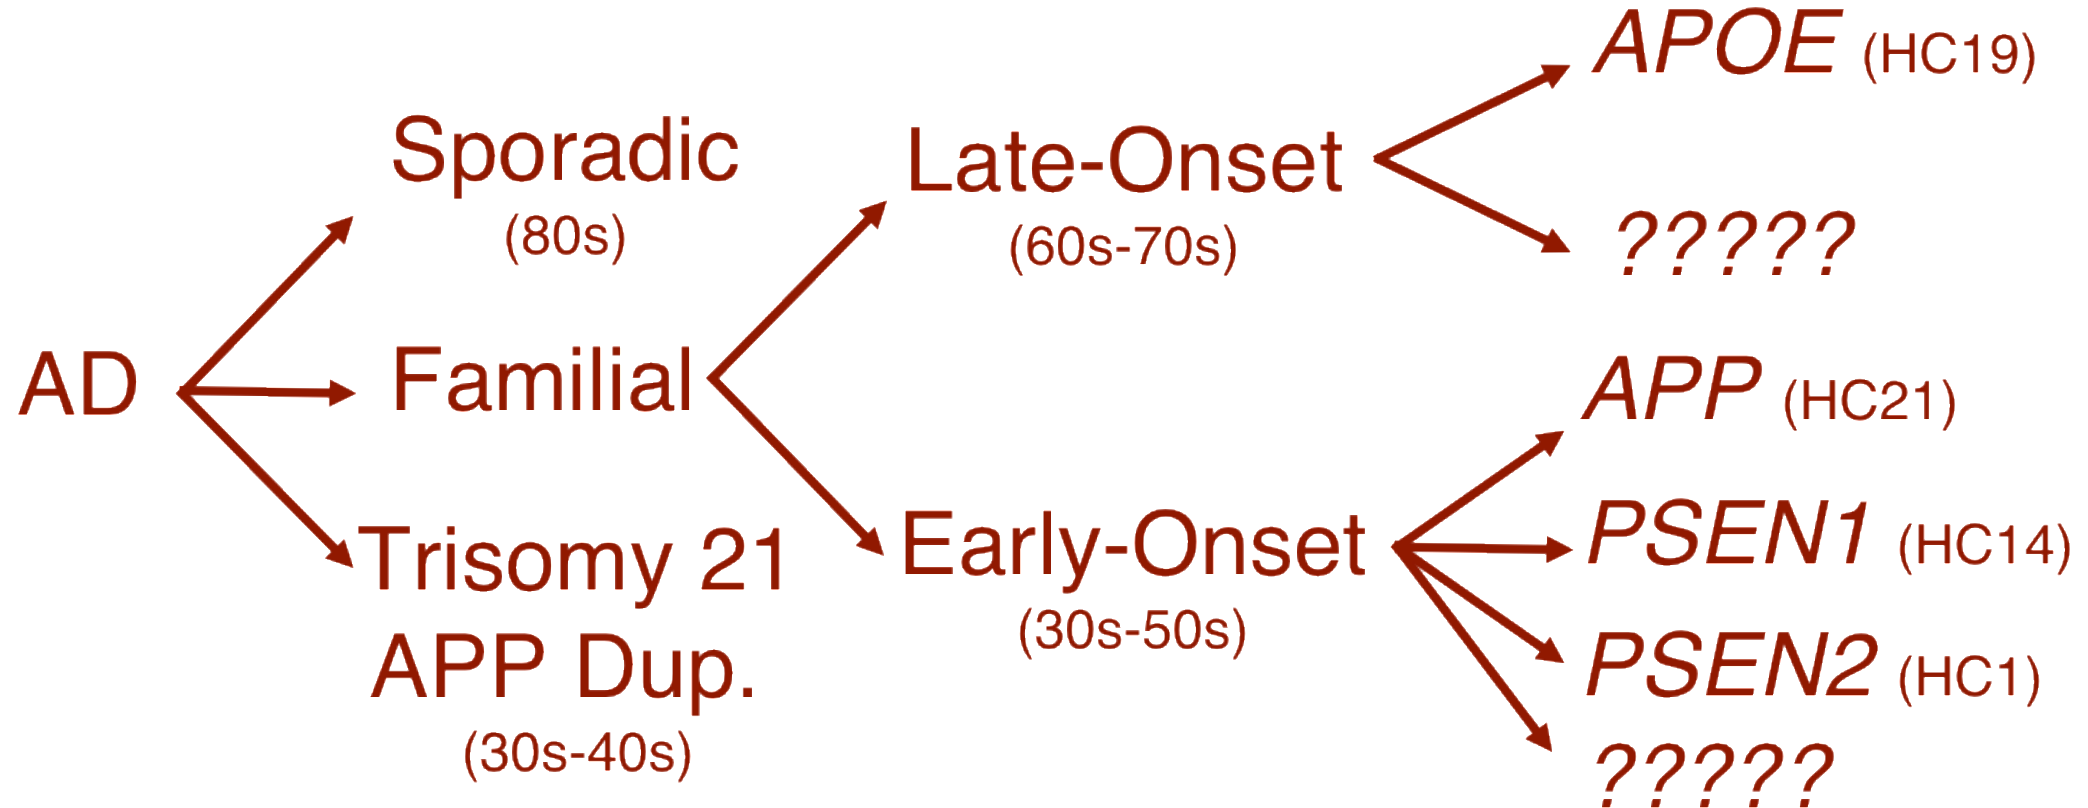 AD
Sporadic
(80s)
Familial
Trisomy 21
APP Dup.
(30s-40s)
Late-Onset
(60s-70s)
Early-Onset
(30s-50s)
APOE (HC19)
?????
APP (HC21)
PSEN1 (HC14)
PSEN2 (HC1)
?????